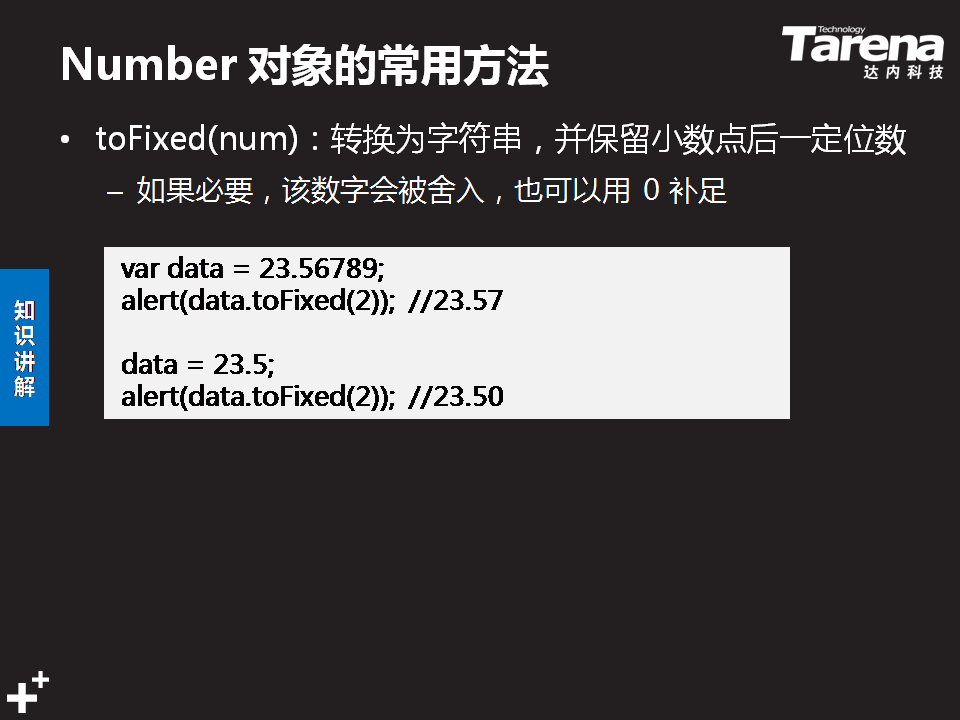 Number 对象的常用方法
Technology
Tarena
达内科技
• toFixed(num)：转换为字符串，并保留小数点后一定位数
– 如果必要，该数字会被舍入，也可以用 0 补足
知识讲解
var data = 23.56789;
alert(data.toFixed(2)); //23.57
data = 23.5;
alert(data.toFixed(2)); //23.50